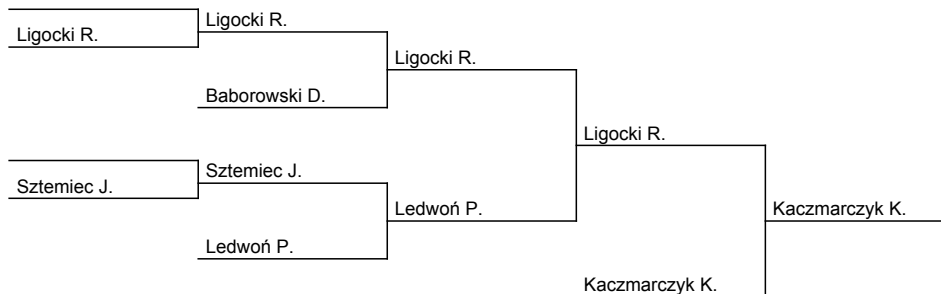 Ligocki R.
Ligocki R.
Ligocki R.
Baborowski D.
Ligocki R.
Sztemiec J.
Sztemiec J.
Ledwoń P.
Kaczmarczyk K.
Ledwoń P.
Kaczmarczyk K.